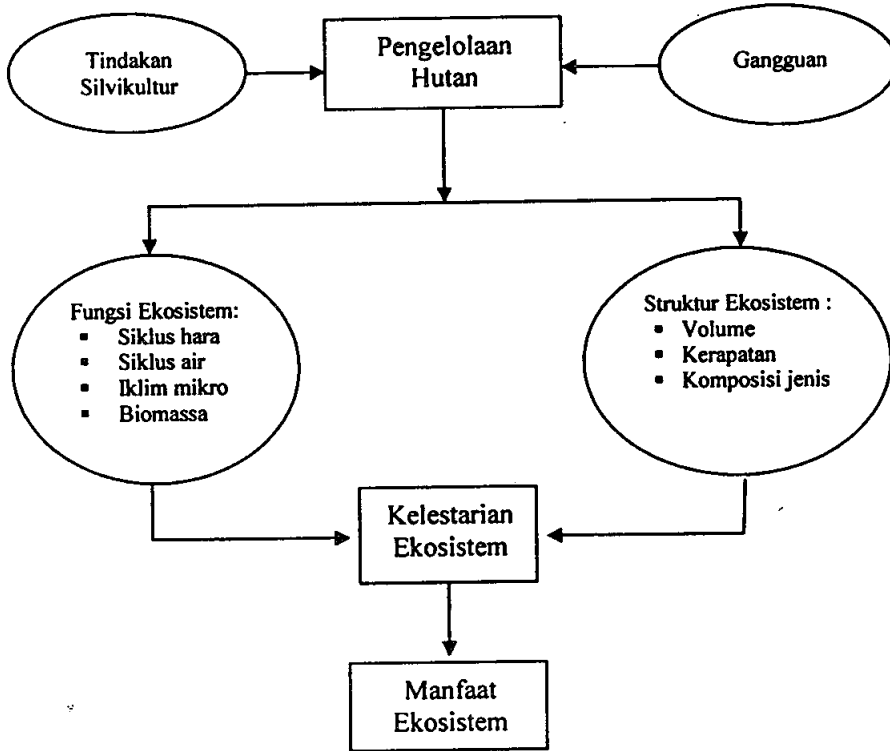 Tindakan
Silvikultur
Pengelolaan
Hutan
Gangguan
Fungsi Ekosistem:
▪ Siklus hara
▪ Siklus air
▪ Iklim mikro
▪ Biomassa
Struktur Ekosistem :
▪ Volume
▪ Kerapatan
▪ Komposisi jenis
Kelestarian
Ekosistem
Manfaat
Ekosistem